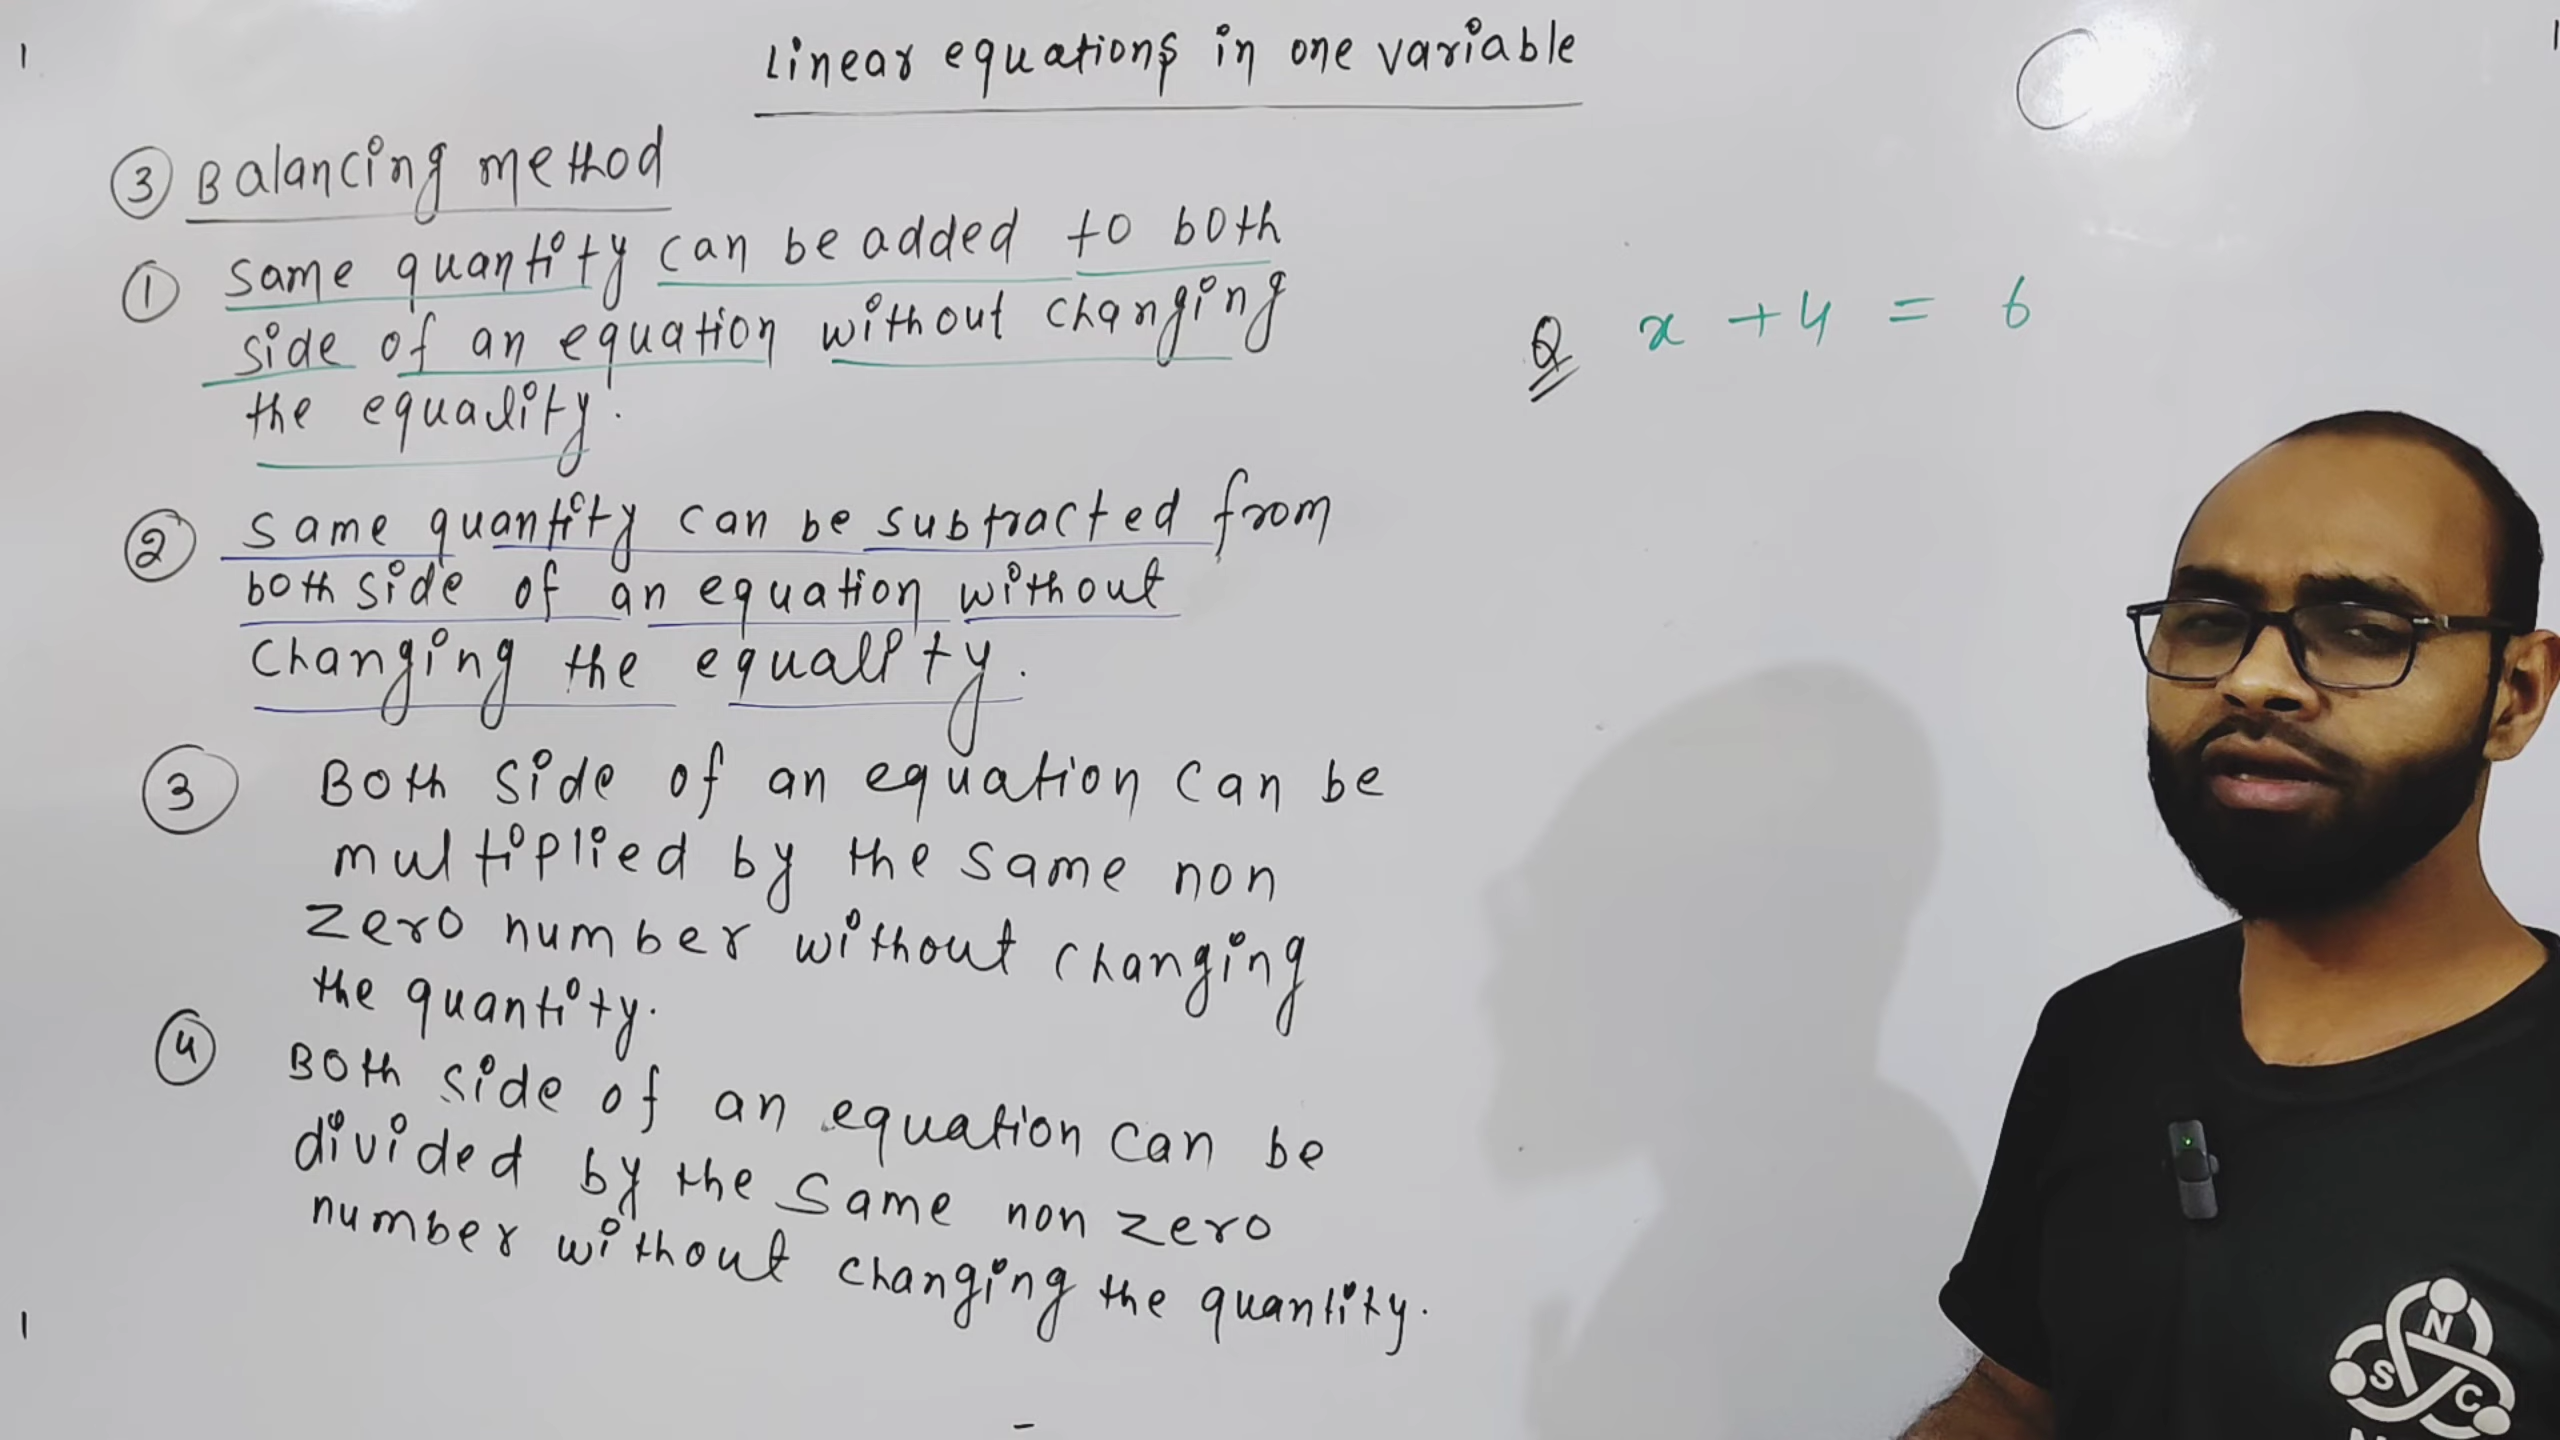 Linear equations in one variable
③ Balancing method
① same quantity can be added to both
side of an equation without changing
the equality.
② same quantity can be subtracted from
both side of an equation without
changing the equality.
③ Both side of an equation can be
multiplied by the same non
zero number without changing
the quantity.
④ Both side of an equation can be
divided by the same non zero
number without changing the quantity.
Q x + 4 = 6
N
S C